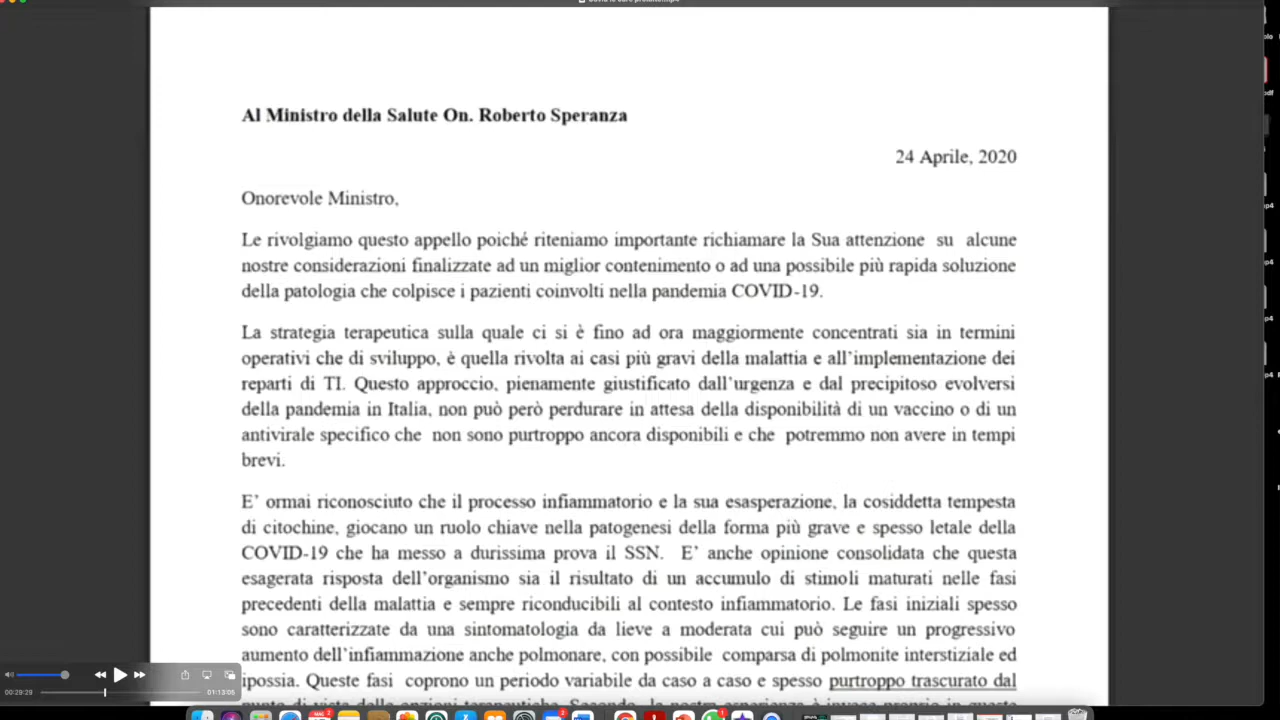 Al Ministro della Salute On. Roberto Speranza
24 Aprile, 2020
Onorevole Ministro,
Le rivolgiamo questo appello poiché riteniamo importante richiamare la Sua attenzione su alcune
nostre considerazioni finalizzate ad un miglior contenimento o ad una possibile più rapida soluzione
della patologia che colpisce i pazienti coinvolti nella pandemia COVID-19.
La strategia terapeutica sulla quale ci si è fino ad ora maggiormente concentrati sia in termini
operativi che di sviluppo, è quella rivolta ai casi più gravi della malattia e all'implementazione dei
reparti di TI. Questo approccio, pienamente giustificato dall'urgenza e dal precipitoso evolversi
della pandemia in Italia, non può però perdurare in attesa della disponibilità di un vaccino o di un
antivirale specifico che non sono purtroppo ancora disponibili e che potremmo non avere in tempi
brevi.
E' ormai riconosciuto che il processo infiammatorio e la sua esasperazione, la cosiddetta tempesta
di citochine, giocano un ruolo chiave nella patogenesi della forma più grave e spesso letale della
COVID-19 che ha messo a durissima prova il SSN. E' anche opinione consolidata che questa
esagerata risposta dell'organismo sia il risultato di un accumulo di stimoli maturati nelle fasi
precedenti della malattia e sempre riconducibili al contesto infiammatorio. Le fasi iniziali spesso
sono caratterizzate da una sintomatologia da lieve a moderata cui può seguire un progressivo
aumento dell'infiammazione anche polmonare, con possibile comparsa di polmonite interstiziale ed
ipossia. Queste fasi coprono un periodo variabile da caso a caso e spesso purtroppo trascurato dal
00:29:29
01:13:05